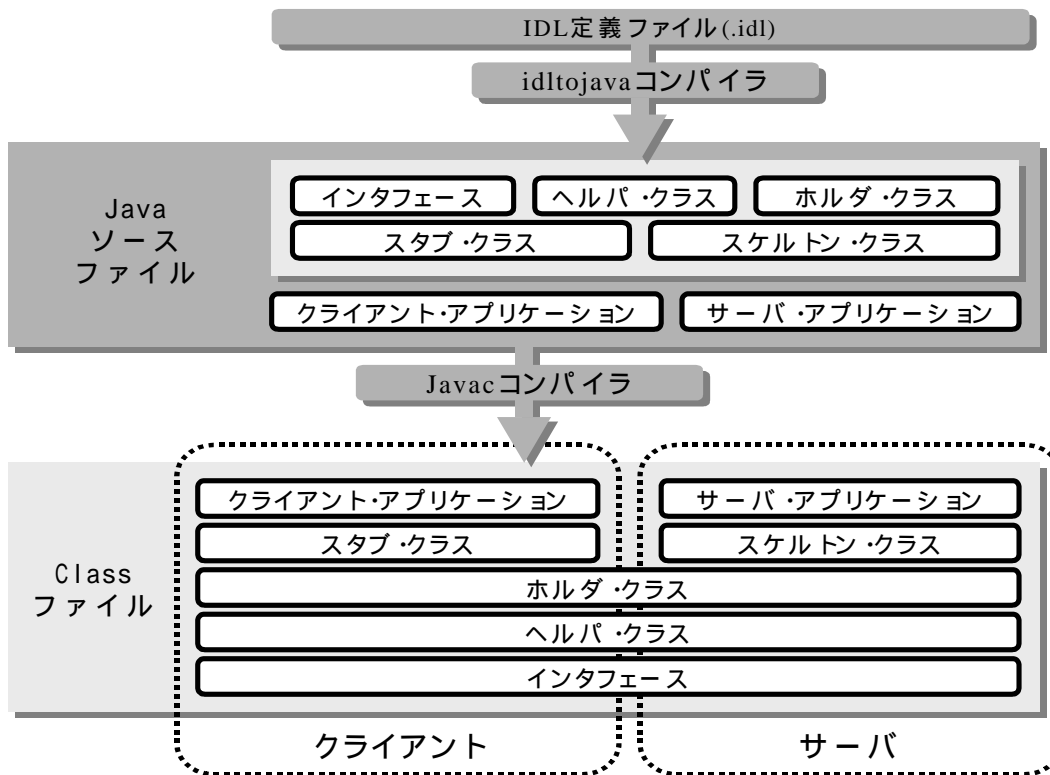 IDL定義ファイル(.idl)
idltojavaコンパイラ
Java
ソース
ファイル
インタフェース
ヘルパ・クラス
ホルダ・クラス
スタブ・クラス
スケルトン・クラス
クライアント・アプリケーション
サーバ・アプリケーション
Javacコンパイラ
Class
ファイル
クライアント・アプリケーション
サーバ・アプリケーション
スタブ・クラス
スケルトン・クラス
ホルダ・クラス
ヘルパ・クラス
インタフェース
クライアント
サーバ